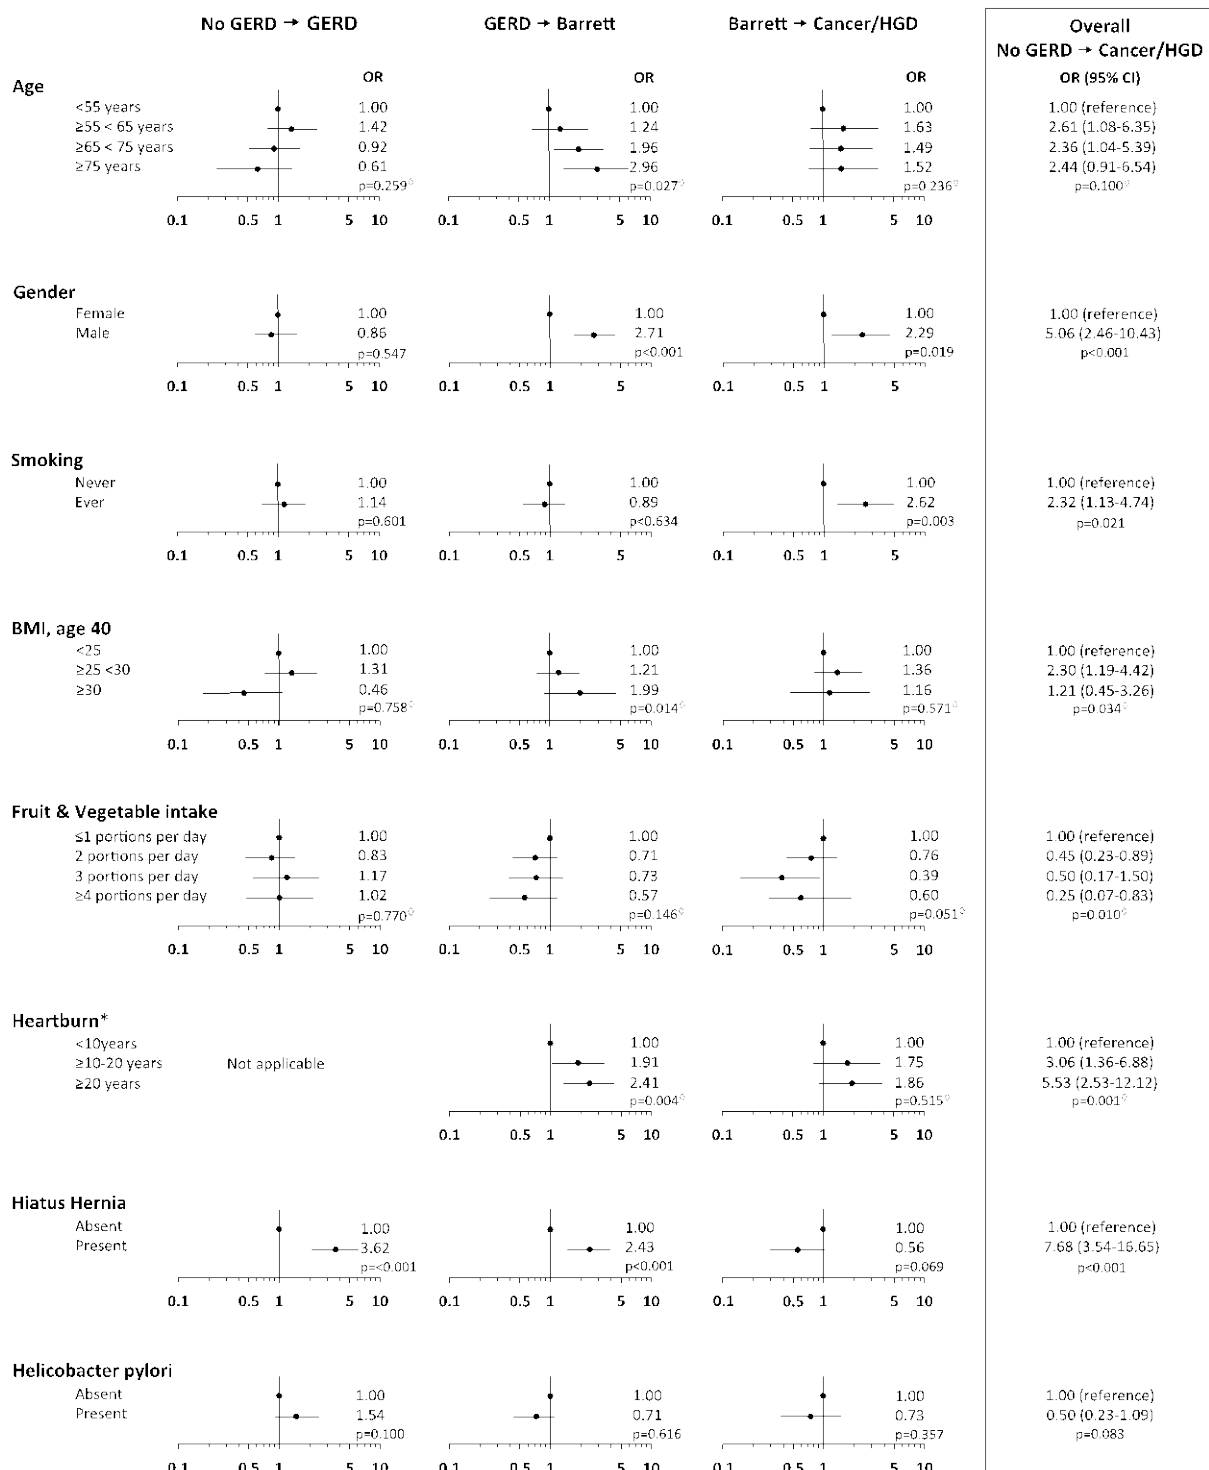 No GERD → GERD GERD → Barrett Barrett → Cancer/HGD Overall
No GERD → Cancer/HGD
OR OR OR OR (95% CI)
Age
<55 years 1.00 1.00 1.00 1.00 (reference)
≥55 < 65 years 1.42 1.24 1.63 2.61 (1.08-6.35)
≥65 < 75 years 0.92 1.96 1.49 2.36 (1.04-5.39)
≥75 years 0.61 2.96 1.52 2.44 (0.91-6.54)
p=0.259◊ p=0.027◊ p=0.236◊ p=0.100◊
0.1 0.5 1 5 10 0.1 0.5 1 5 10 0.1 0.5 1 5 10
Gender
Female 1.00 1.00 1.00 1.00 (reference)
Male 0.86 2.71 2.29 5.06 (2.46-10.43)
p=0.547 p<0.001 p=0.019 p<0.001
0.1 0.5 1 5 10 0.1 0.5 1 5 0.1 0.5 1 5
Smoking
Never 1.00 1.00 1.00 1.00 (reference)
Ever 1.14 0.89 2.62 2.32 (1.13-4.74)
p=0.601 p<0.634 p=0.003 p=0.021
0.1 0.5 1 5 10 0.1 0.5 1 5 0.1 0.5 1 5
BMI, age 40
<25 1.00 1.00 1.00 1.00 (reference)
≥25 <30 1.31 1.21 1.36 2.30 (1.19-4.42)
≥30 0.46 1.99 1.16 1.21 (0.45-3.26)
p=0.758◊ p=0.014◊ p=0.571◊ p=0.034◊
0.1 0.5 1 5 10 0.1 0.5 1 5 10 0.1 0.5 1 5 10
Fruit & Vegetable intake
≤1 portions per day 1.00 1.00 1.00 1.00 (reference)
2 portions per day 0.83 0.71 0.76 0.45 (0.23-0.89)
3 portions per day 1.17 0.73 0.39 0.50 (0.17-1.50)
≥4 portions per day 1.02 0.57 0.60 0.25 (0.07-0.83)
p=0.770◊ p=0.146◊ p=0.051◊ p=0.010◊
0.1 0.5 1 5 10 0.1 0.5 1 5 10 0.1 0.5 1 5 10
Heartburn*
<10years 1.00 1.00 1.00 (reference)
≥10-20 years Not applicable 1.91 1.75 3.06 (1.36-6.88)
≥20 years 2.41 1.86 5.53 (2.53-12.12)
p=0.004◊ p=0.515◊ p=0.001◊
0.1 0.5 1 5 10 0.1 0.5 1 5 10
Hiatus Hernia
Absent 1.00 1.00 1.00 1.00 (reference)
Present 3.62 2.43 0.56 7.68 (3.54-16.65)
p=<0.001 p<0.001 p=0.069 p<0.001
0.1 0.5 1 5 10 0.1 0.5 1 5 10 0.1 0.5 1 5 10
Helicobacter pylori
Absent 1.00 1.00 1.00 1.00 (reference)
Present 1.54 0.71 0.73 0.50 (0.23-1.09)
p=0.100 p=0.616 p=0.357 p=0.083
0.1 0.5 1 5 10 0.1 0.5 1 5 10 0.1 0.5 1 5 10